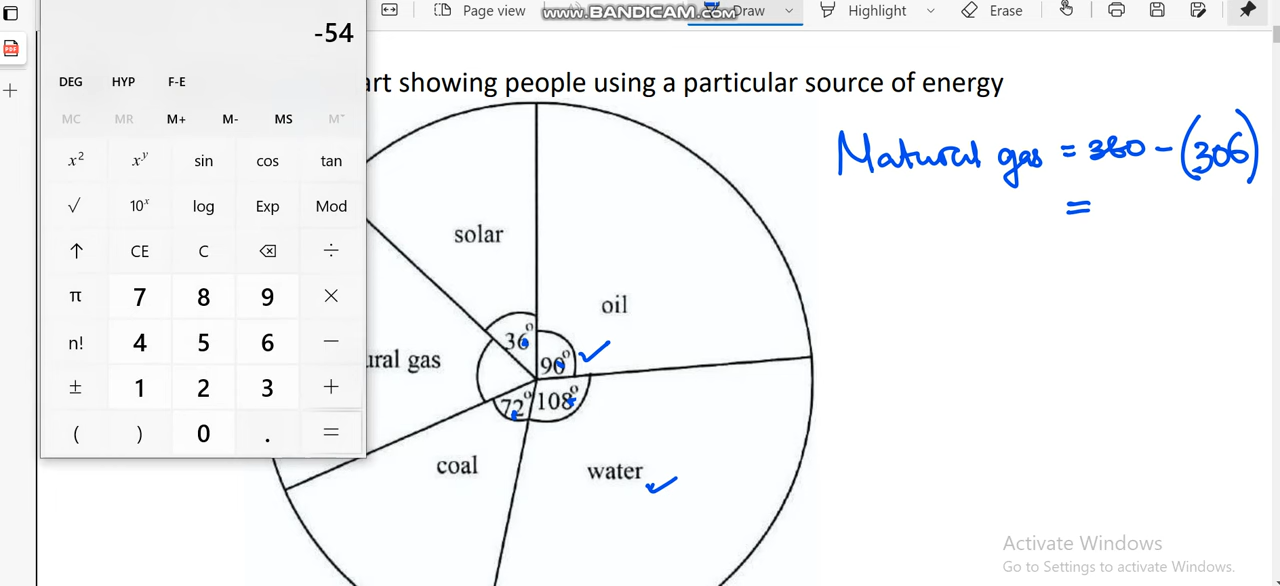 Page view
www.BANDICAM.com
Draw
Highlight
Erase
-54
DEG HYP F-E
MC MR M+ M- MS M˅
x² xʸ sin cos tan
√ 10ˣ log Exp Mod
↑ CE C ⌫ ÷
π 7 8 9 ×
n! 4 5 6 −
± 1 2 3 +
( ) 0 . =
art showing people using a particular source of energy
Natural gas = 360 - (306)
=
solar
oil
36°
90°
ural gas
72° 108°
coal
water
Activate Windows
Go to Settings to activate Windows.